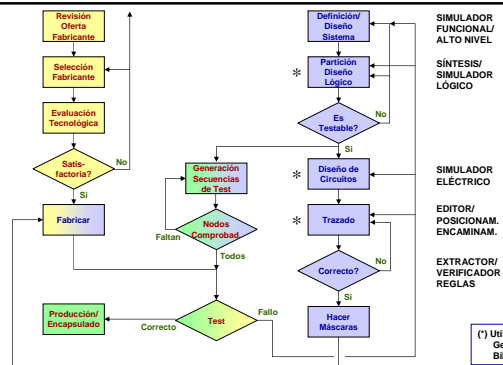 Revisión
Oferta
Fabricante
Selección
Fabricante
Evaluación
Tecnológica
Satis-
factoria?
No
Si
Fabricar
Generación
Secuencias
de Test
Nodos
Comprobad.
Faltan
Todos
Producción/
Encapsulado
Correcto
Test
Fallo
Definición/
Diseño
Sistema
*
Partición
Diseño
Lógico
Es
Testable?
No
Si
*
Diseño de
Circuitos
*
Trazado
Correcto?
No
Si
Hacer
Máscaras
SIMULADOR
FUNCIONAL/
ALTO NIVEL
SÍNTESIS/
SIMULADOR
LÓGICO
SIMULADOR
ELÉCTRICO
EDITOR/
POSICIONAM.
ENCAMINAM.
EXTRACTOR/
VERIFICADOR
REGLAS
(*)